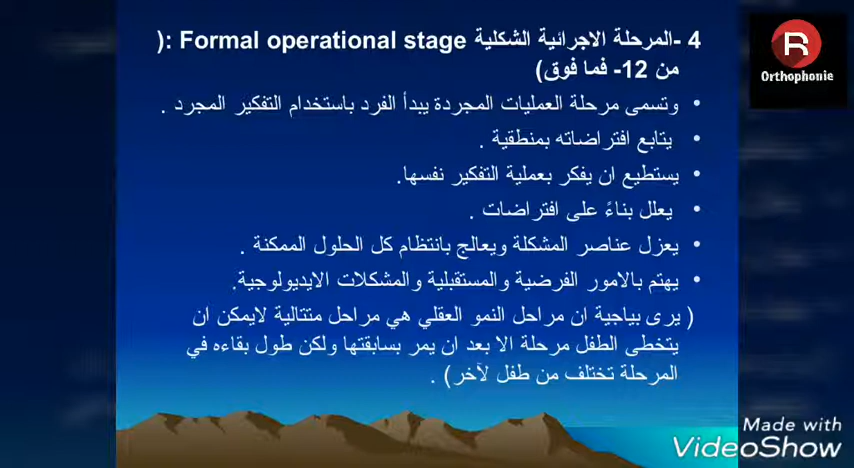 4 -المرحلة الاجرائية الشكلية Formal operational stage :(
من 12- فما فوق)
• وتسمى مرحلة العمليات المجردة يبدأ الفرد باستخدام التفكير المجرد .
• يتابع افتراضاته بمنطقية .
• يستطيع ان يفكر بعملية التفكير نفسها.
• يعلل بناءً على افتراضات .
• يعزل عناصر المشكلة ويعالج بانتظام كل الحلول الممكنة .
• يهتم بالامور الفرضية والمستقبلية والمشكلات الايديولوجية.
( يرى بياجية ان مراحل النمو العقلي هي مراحل متتالية لايمكن ان
يتخطى الطفل مرحلة الا بعد ان يمر بسابقتها ولكن طول بقاءه في
المرحلة تختلف من طفل لآخر) .
R
Orthophonie
Made with
VideoShow